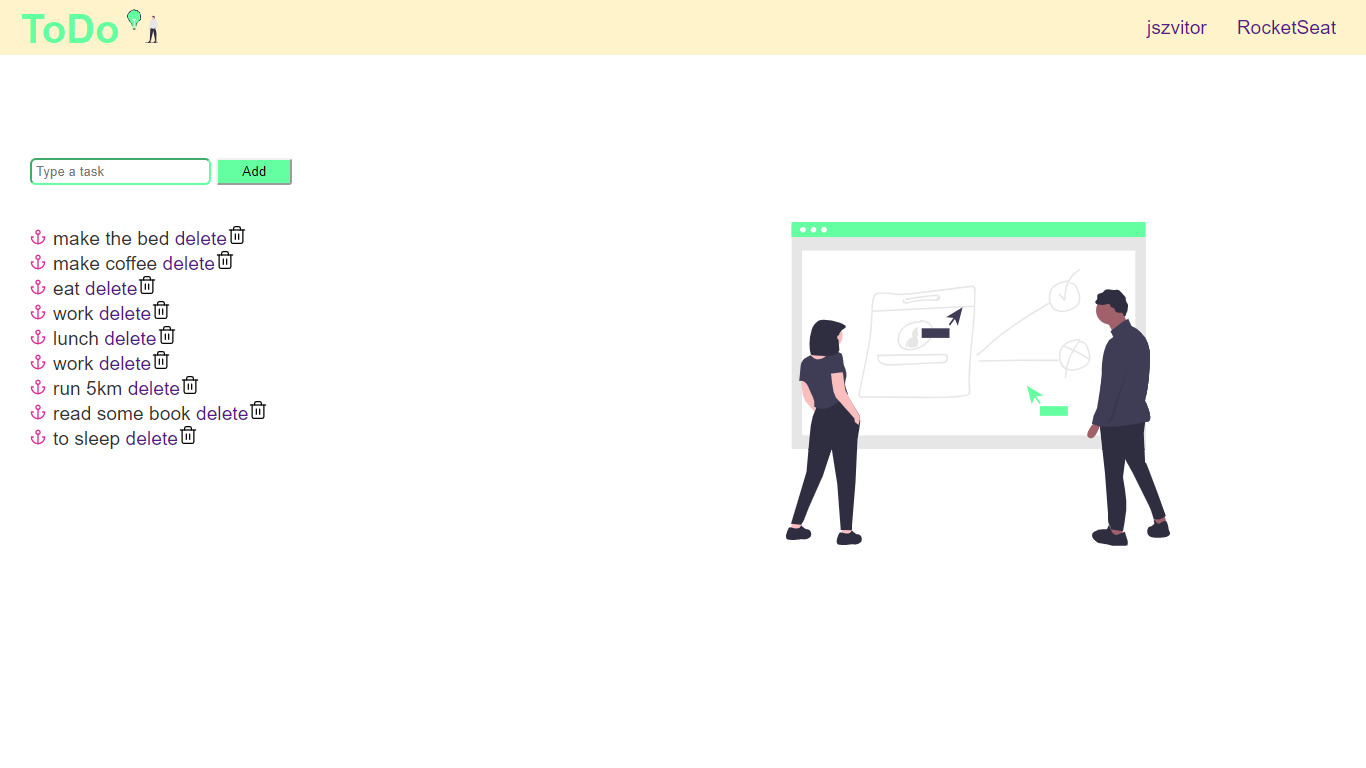 ToDo
jszvitor RocketSeat
Type a task Add
make the bed delete
make coffee delete
eat delete
work delete
lunch delete
work delete
run 5km delete
read some book delete
to sleep delete